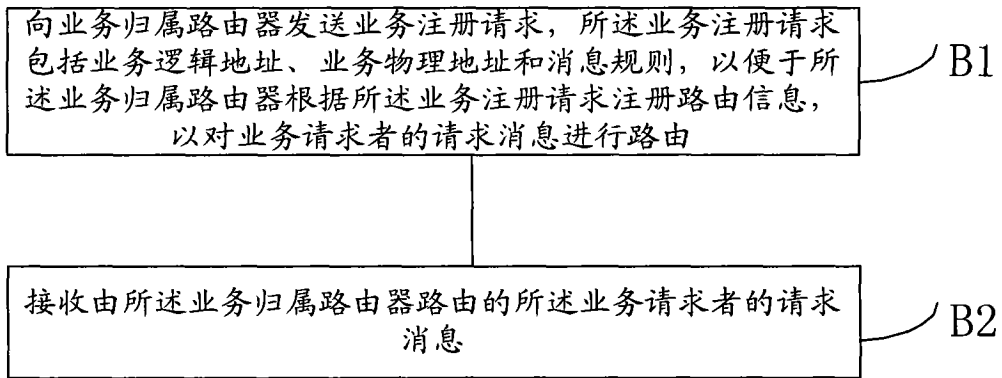 向业务归属路由器发送业务注册请求，所述业务注册请求
包括业务逻辑地址、业务物理地址和消息规则，以便于所
述业务归属路由器根据所述业务注册请求注册路由信息，
以对业务请求者的请求消息进行路由
B1
接收由所述业务归属路由器路由的所述业务请求者的请求
消息
B2